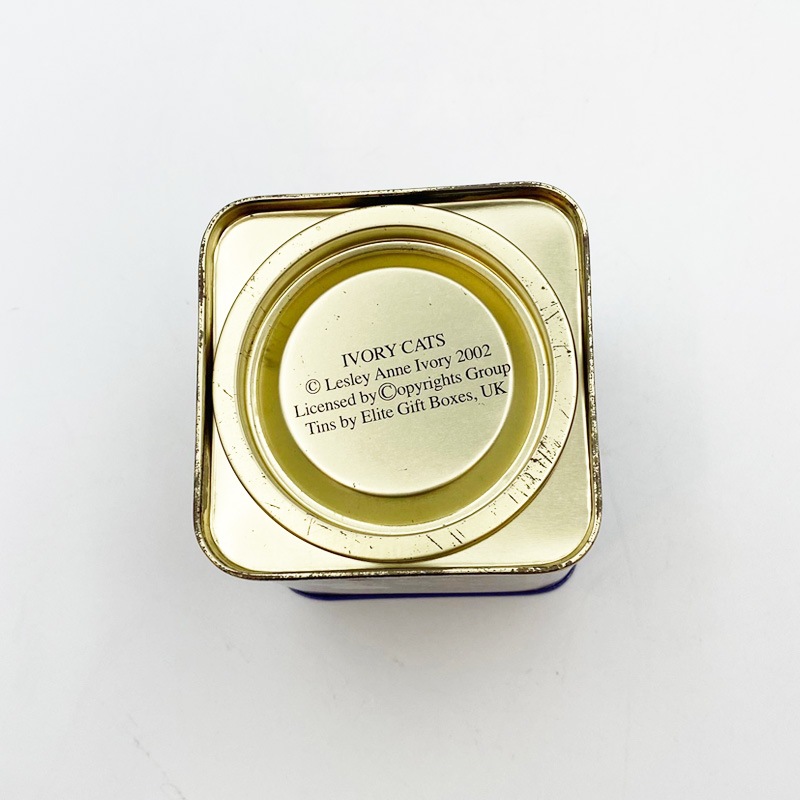 IVORY CATS
© Lesley Anne Ivory 2002
Licensed by ©opyrights Group
Tins by Elite Gift Boxes, UK